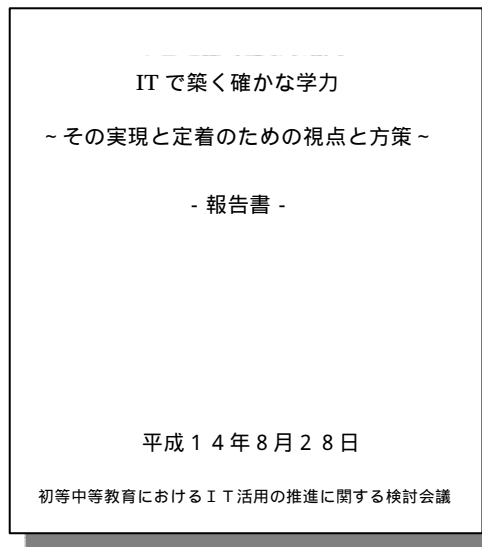 IT で築く確かな学力
~ その実現と定着のための視点と方策 ~
- 報告書 -
平成１４年８月２８日
初等中等教育におけるＩＴ活用の推進に関する検討会議